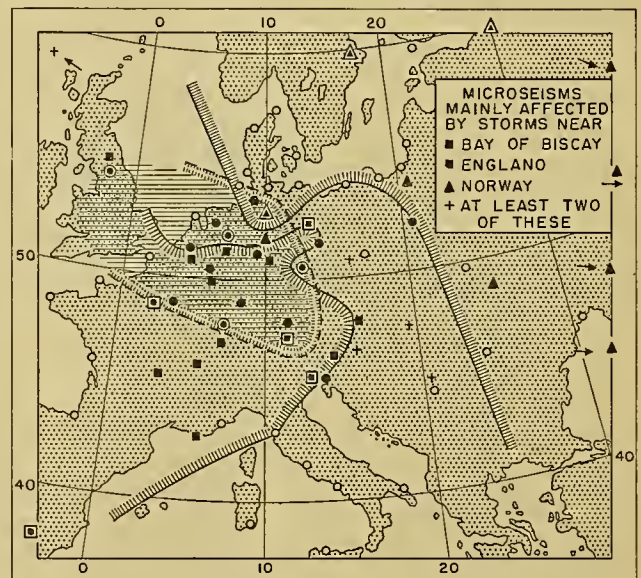 0
10
20
MICROSEISMS
MAINLY AFFECTED
BY STORMS NEAR
BAY OF BISCAY
ENGLAND
NORWAY
+ AT LEAST TWO
OF THESE
50
40
40
0
10
20